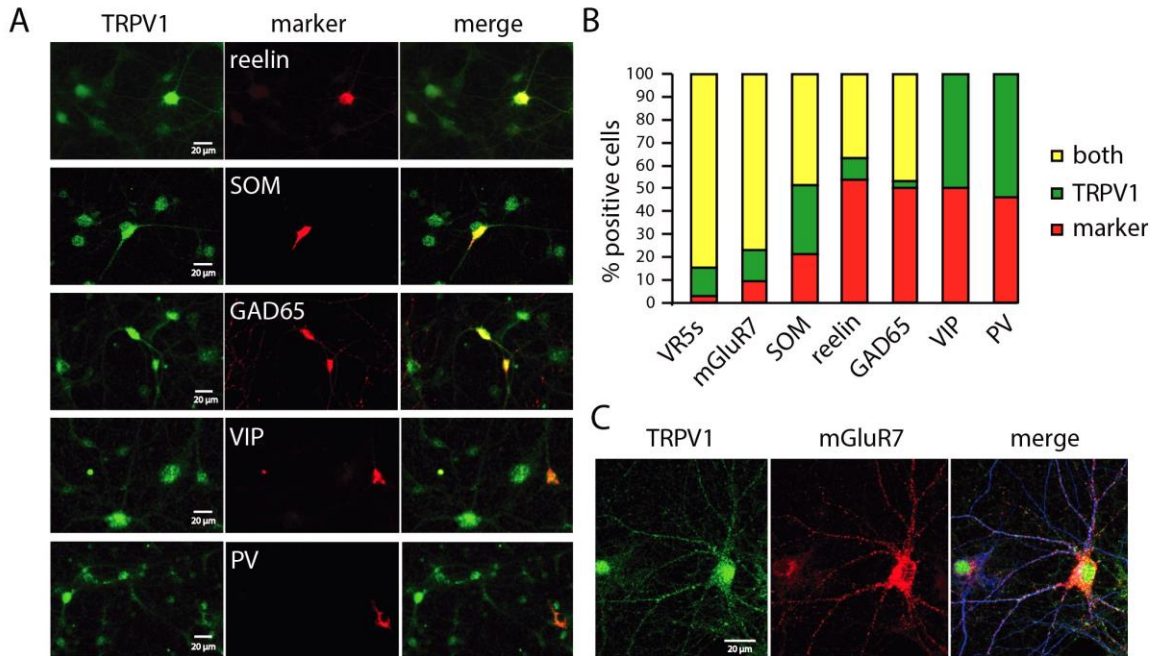 A
TRPV1 marker merge
reelin
20 µm
SOM
20 µm
GAD65
20 µm
VIP
20 µm
PV
20 µm
B
% positive cells
100
90
80
70
60
50
40
30
20
10
0
VR5s mGluR7 SOM reelin GAD65 VIP PV
both
TRPV1
marker
C
TRPV1 mGluR7 merge
20 µm